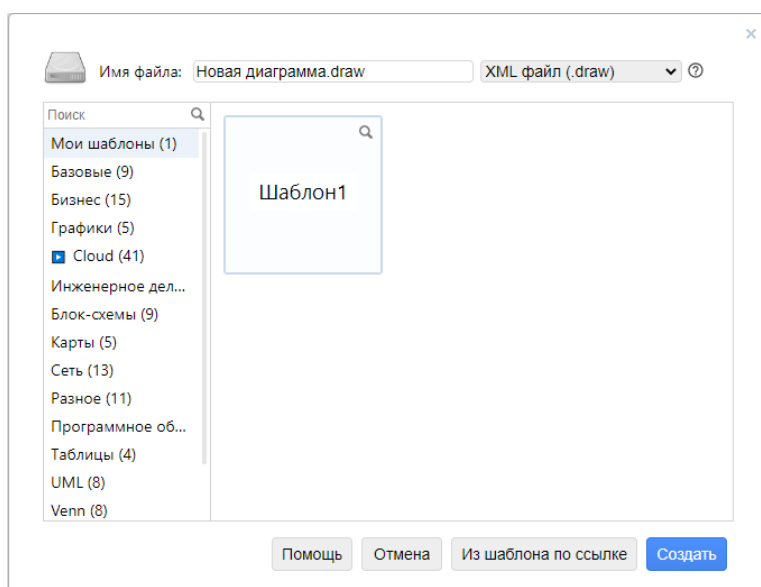 ×
Имя файла: Новая диаграмма.draw XML файл (.draw) ?
Поиск
Мои шаблоны (1)
Базовые (9)
Бизнес (15)
Графики (5)
Cloud (41)
Инженерное дел...
Блок-схемы (9)
Карты (5)
Сеть (13)
Разное (11)
Программное об...
Таблицы (4)
UML (8)
Venn (8)
Шаблон1
Помощь Отмена Из шаблона по ссылке Создать